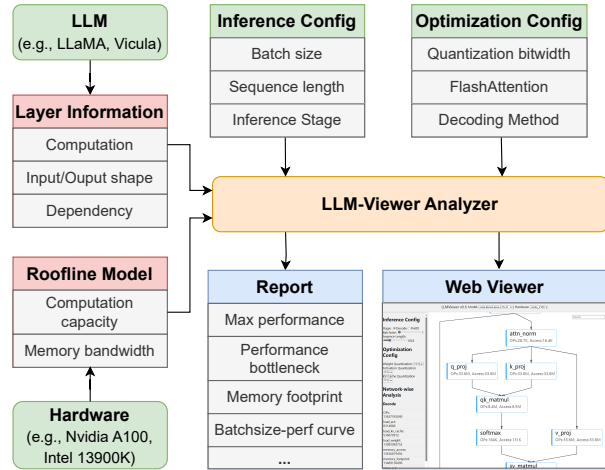 LLM
(e.g., LLaMA, Vicula)
Layer Information
Computation
Input/Ouput shape
Dependency
Roofline Model
Computation
capacity
Memory bandwidth
Hardware
(e.g., Nvidia A100,
Intel 13900K)
Inference Config
Batch size
Sequence length
Inference Stage
Optimization Config
Quantization bitwidth
FlashAttention
Decoding Method
LLM-Viewer Analyzer
Report
Max performance
Performance
bottleneck
Memory footprint
Batchsize-perf curve
...
Web Viewer
Inference Config
Optimization
Config
Network-wise
Analysis
attn_norm
q_proj
k_proj
qk_matmul
softmax
v_proj
sv_matmul